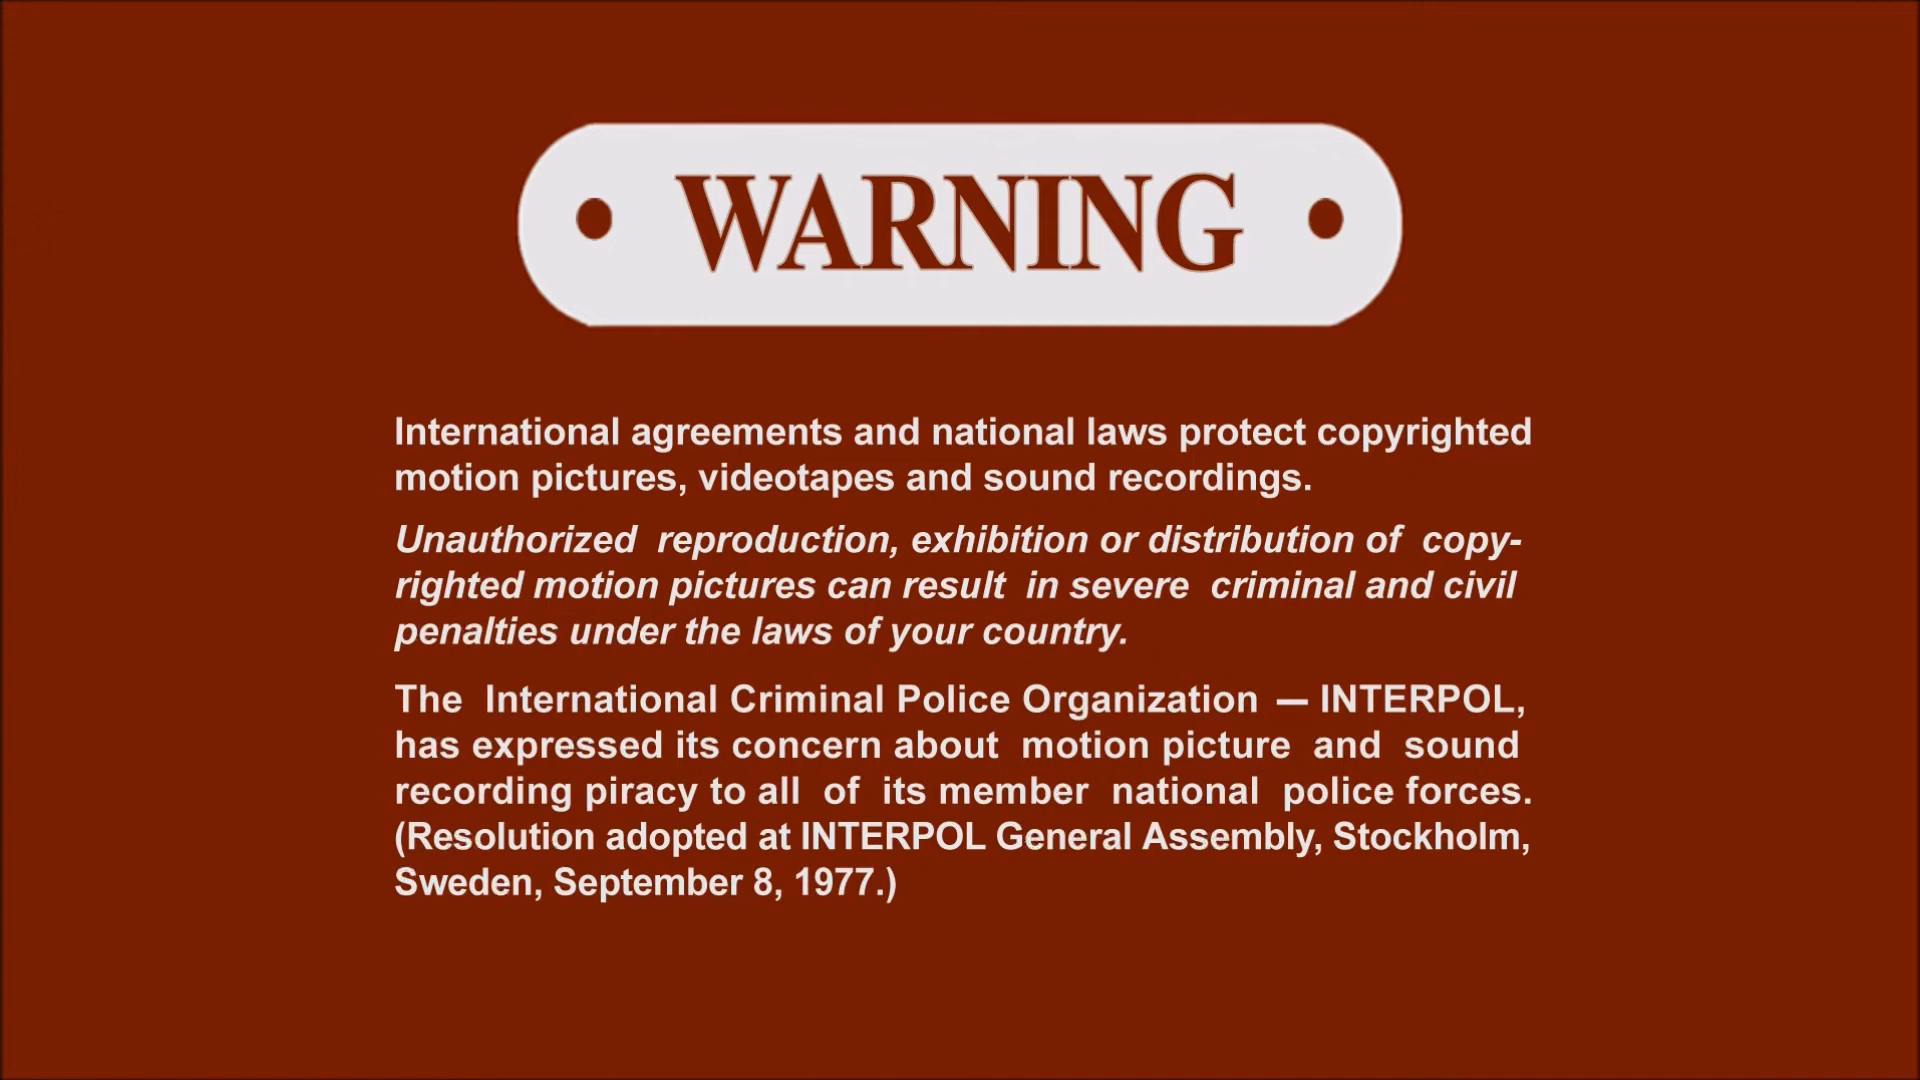 WARNING
International agreements and national laws protect copyrighted
motion pictures, videotapes and sound recordings.
Unauthorized reproduction, exhibition or distribution of copy-
righted motion pictures can result in severe criminal and civil
penalties under the laws of your country.
The International Criminal Police Organization — INTERPOL,
has expressed its concern about motion picture and sound
recording piracy to all of its member national police forces.
(Resolution adopted at INTERPOL General Assembly, Stockholm,
Sweden, September 8, 1977.)